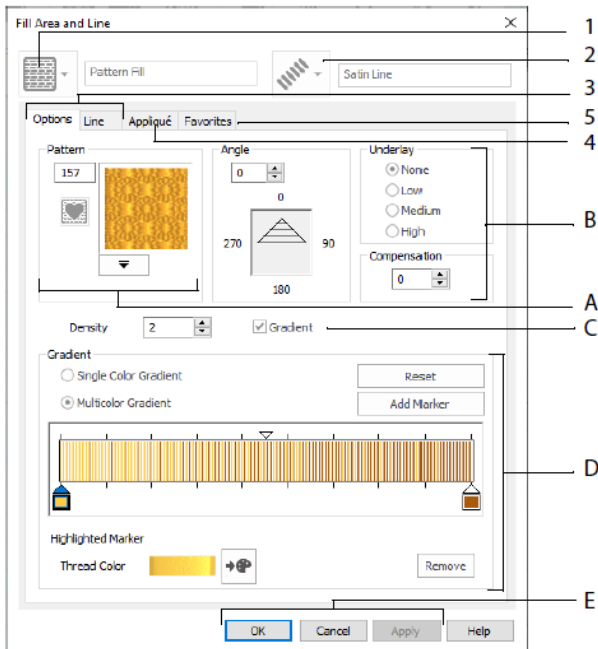 Fill Area and Line
1
Pattern Fill
Satin Line
2
3
Options Line Appliqué Favorites
5
4
Pattern
157
Angle
0
0
270
90
180
Underlay
None
Low
Medium
High
B
Compensation
0
A
Density 2 Gradient
C
Gradient
Single Color Gradient Reset
Multicolor Gradient Add Marker
D
Highlighted Marker
Thread Color Remove
E
OK Cancel Apply Help